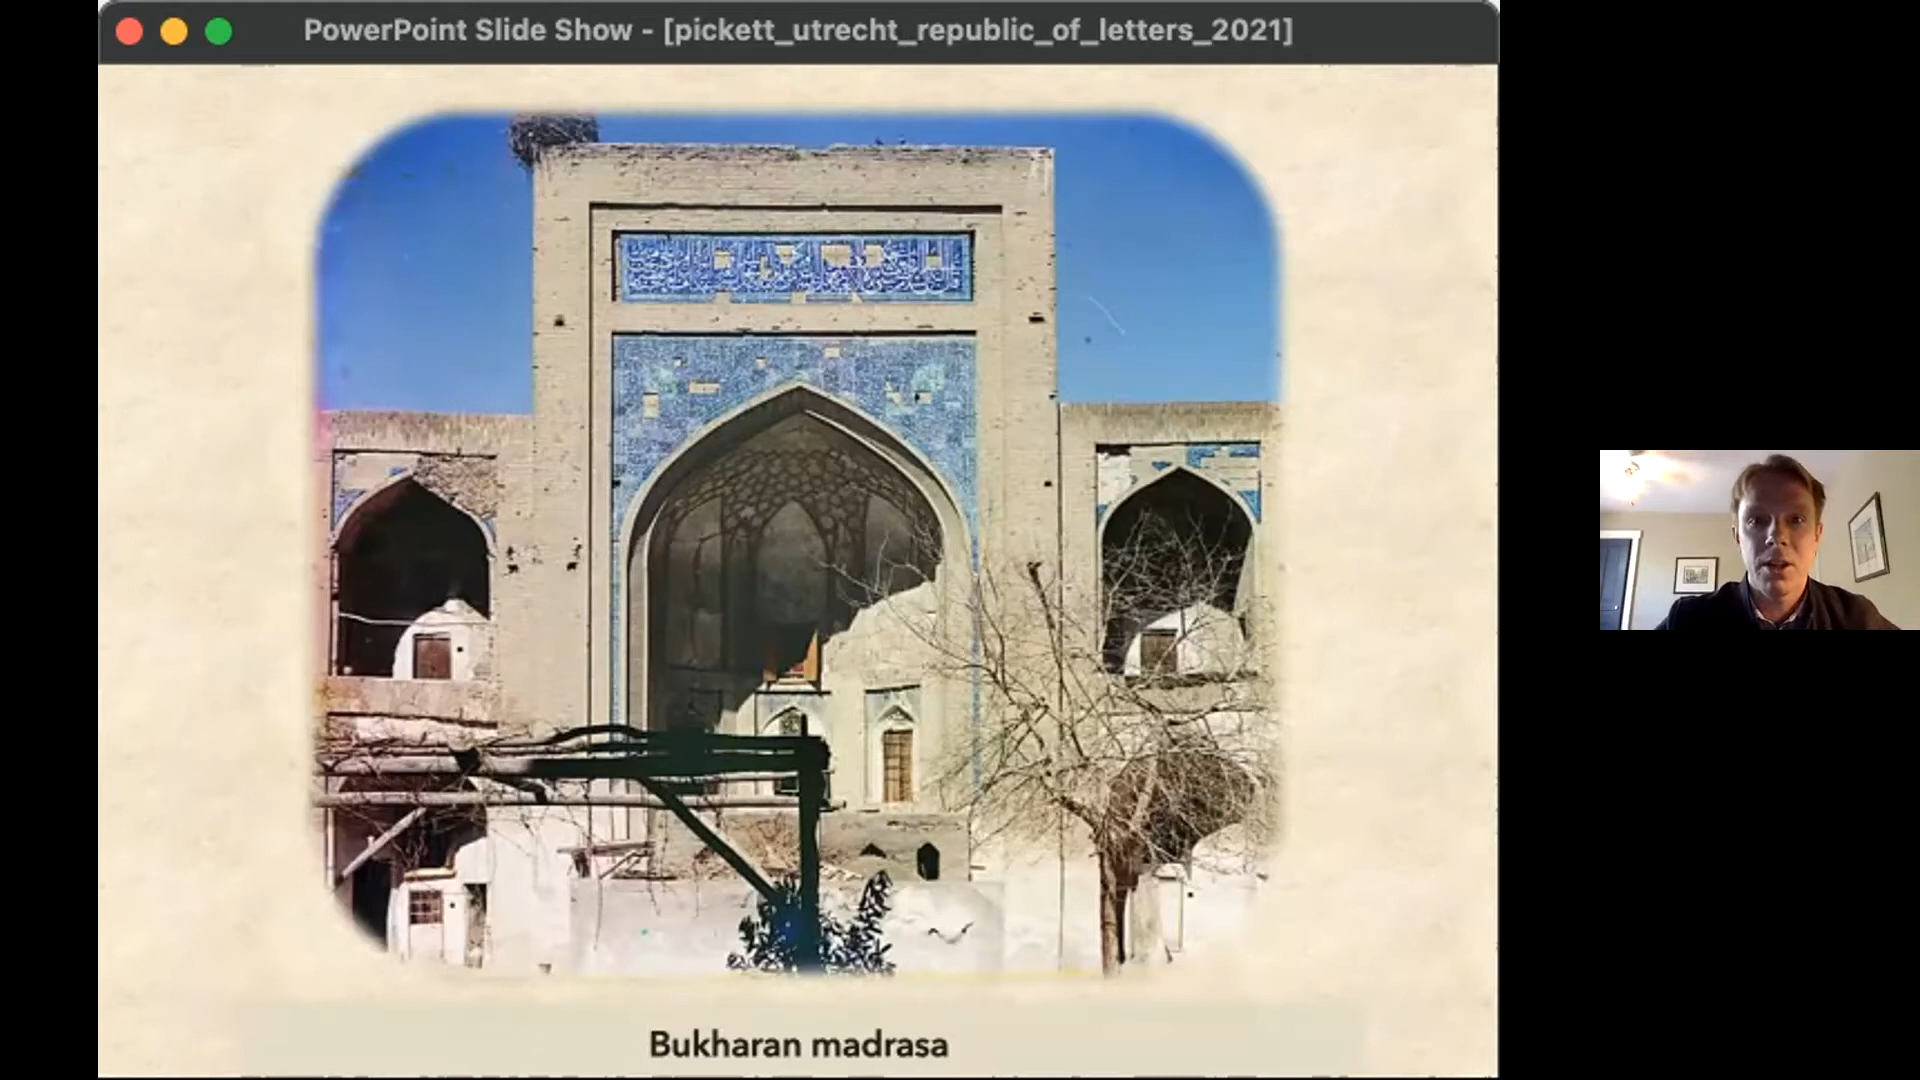 PowerPoint Slide Show - [pickett_utrecht_republic_of_letters_2021]
Bukharan madrasa